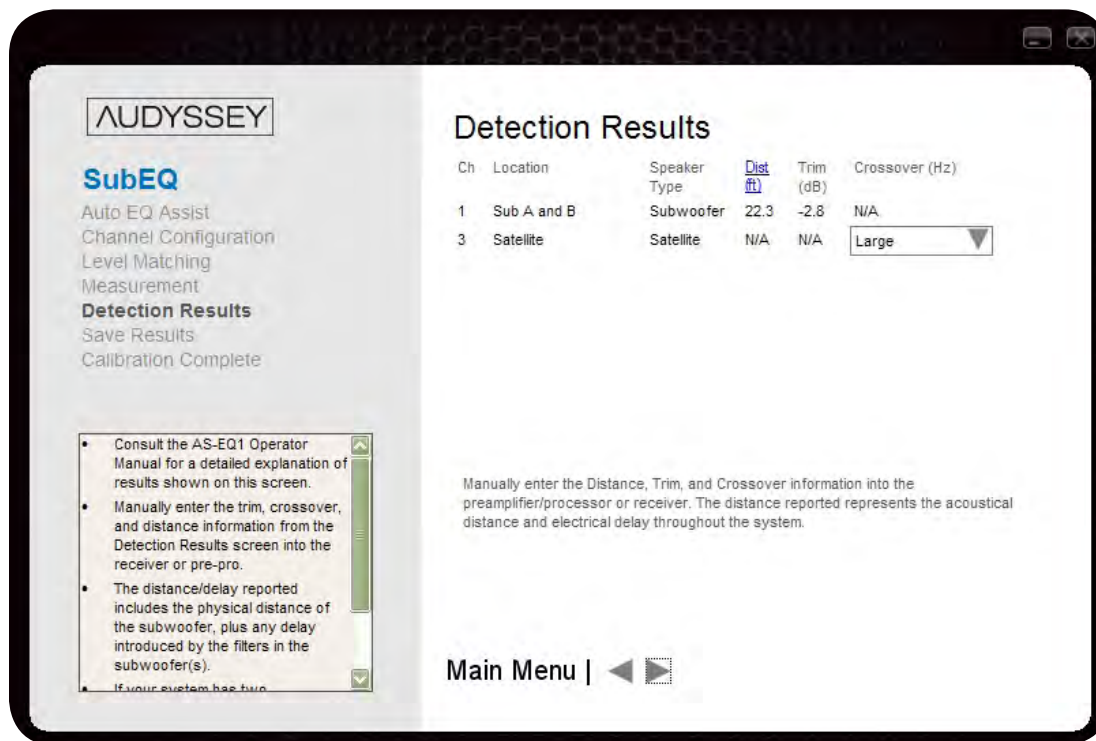 AUDYSSEY
SubEQ
Auto EQ Assist
Channel Configuration
Level Matching
Measurement
Detection Results
Save Results
Calibration Complete
• Consult the AS-EQ1 Operator
Manual for a detailed explanation of
results shown on this screen.
• Manually enter the trim, crossover,
and distance information from the
Detection Results screen into the
receiver or pre-pro.
• The distance/delay reported
includes the physical distance of
the subwoofer, plus any delay
introduced by the filters in the
subwoofer(s).
• If your system has two
Detection Results
Ch Location Speaker Type Dist (ft) Trim (dB) Crossover (Hz)
1 Sub A and B Subwoofer 22.3 -2.8 N/A
3 Satellite Satellite N/A N/A Large
Manually enter the Distance, Trim, and Crossover information into the
preamplifier/processor or receiver. The distance reported represents the acoustical
distance and electrical delay throughout the system.
Main Menu |